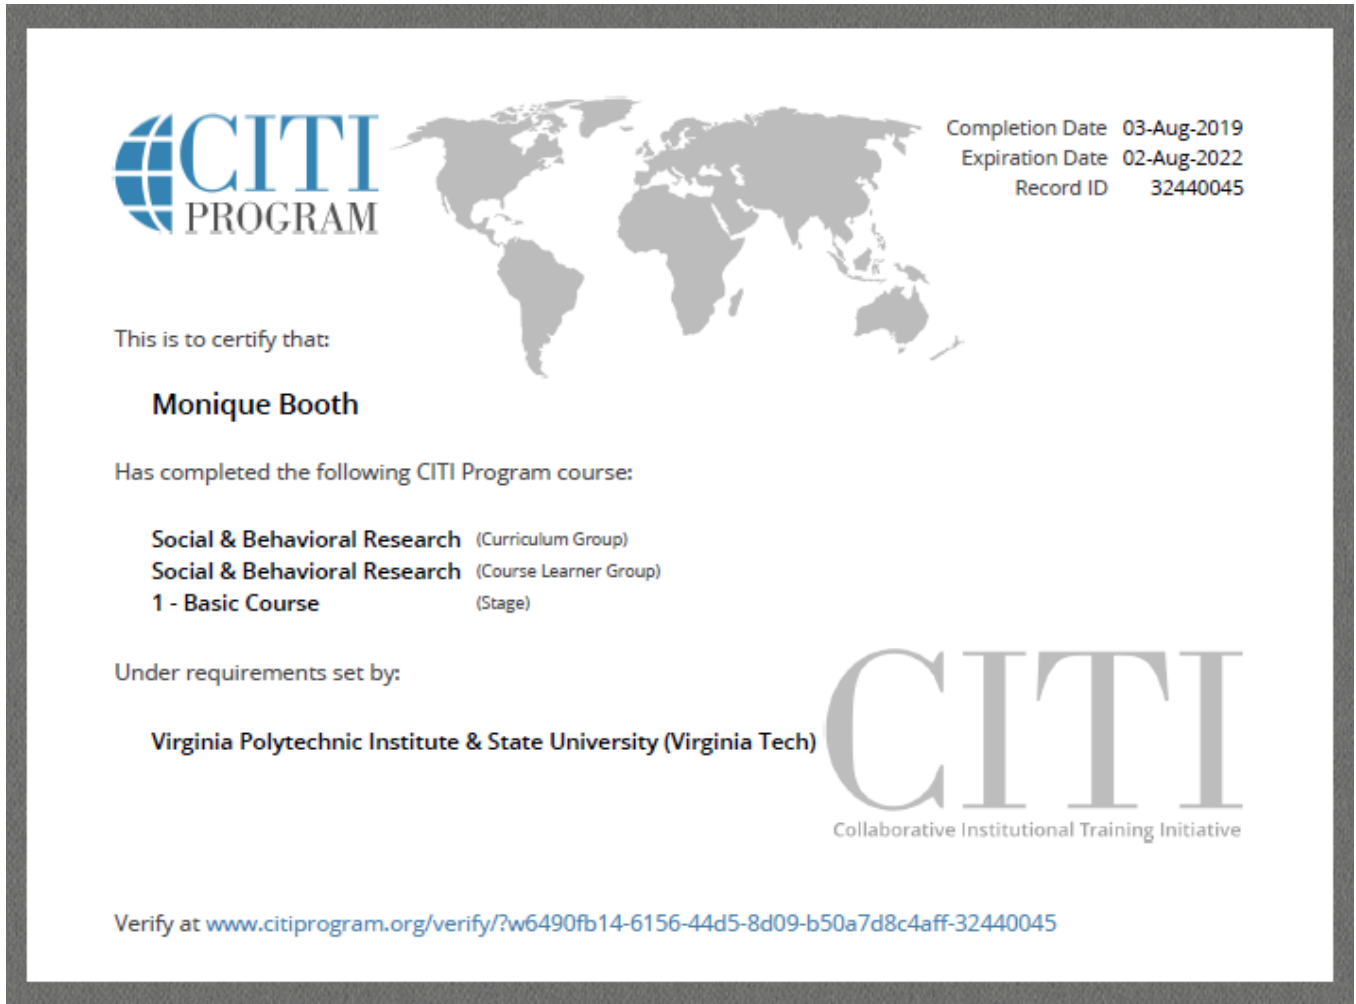 CITI
PROGRAM
Completion Date 03-Aug-2019
Expiration Date 02-Aug-2022
Record ID 32440045
This is to certify that:
Monique Booth
Has completed the following CITI Program course:
Social & Behavioral Research (Curriculum Group)
Social & Behavioral Research (Course Learner Group)
1 - Basic Course (Stage)
Under requirements set by:
Virginia Polytechnic Institute & State University (Virginia Tech)
CITI
Collaborative Institutional Training Initiative
Verify at www.citiprogram.org/verify/?w6490fb14-6156-44d5-8d09-b50a7d8c4aff-32440045